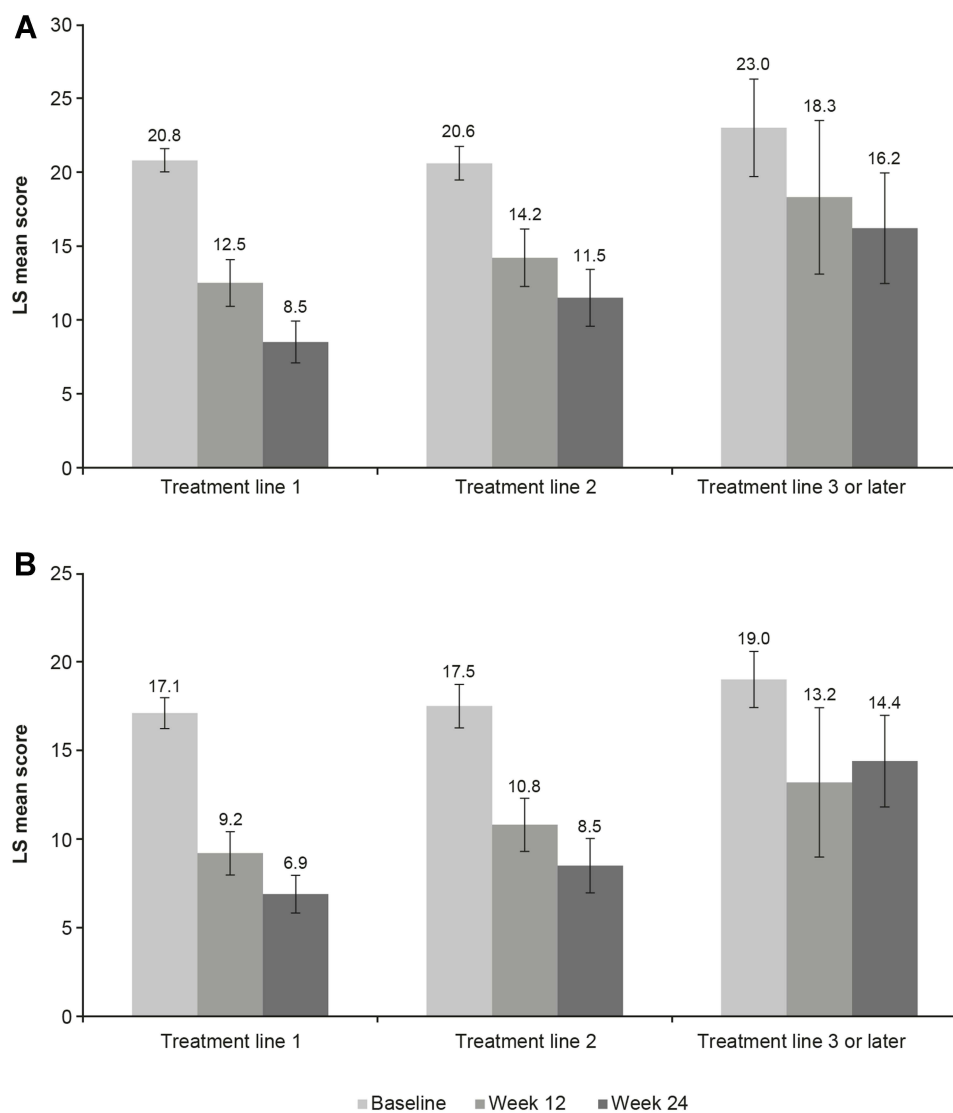 A
LS mean score
30
25
20
15
10
5
0
20.8
12.5
8.5
20.6
14.2
11.5
23.0
18.3
16.2
Treatment line 1
Treatment line 2
Treatment line 3 or later
B
LS mean score
25
20
15
10
5
0
17.1
9.2
6.9
17.5
10.8
8.5
19.0
13.2
14.4
Treatment line 1
Treatment line 2
Treatment line 3 or later
Baseline Week 12 Week 24